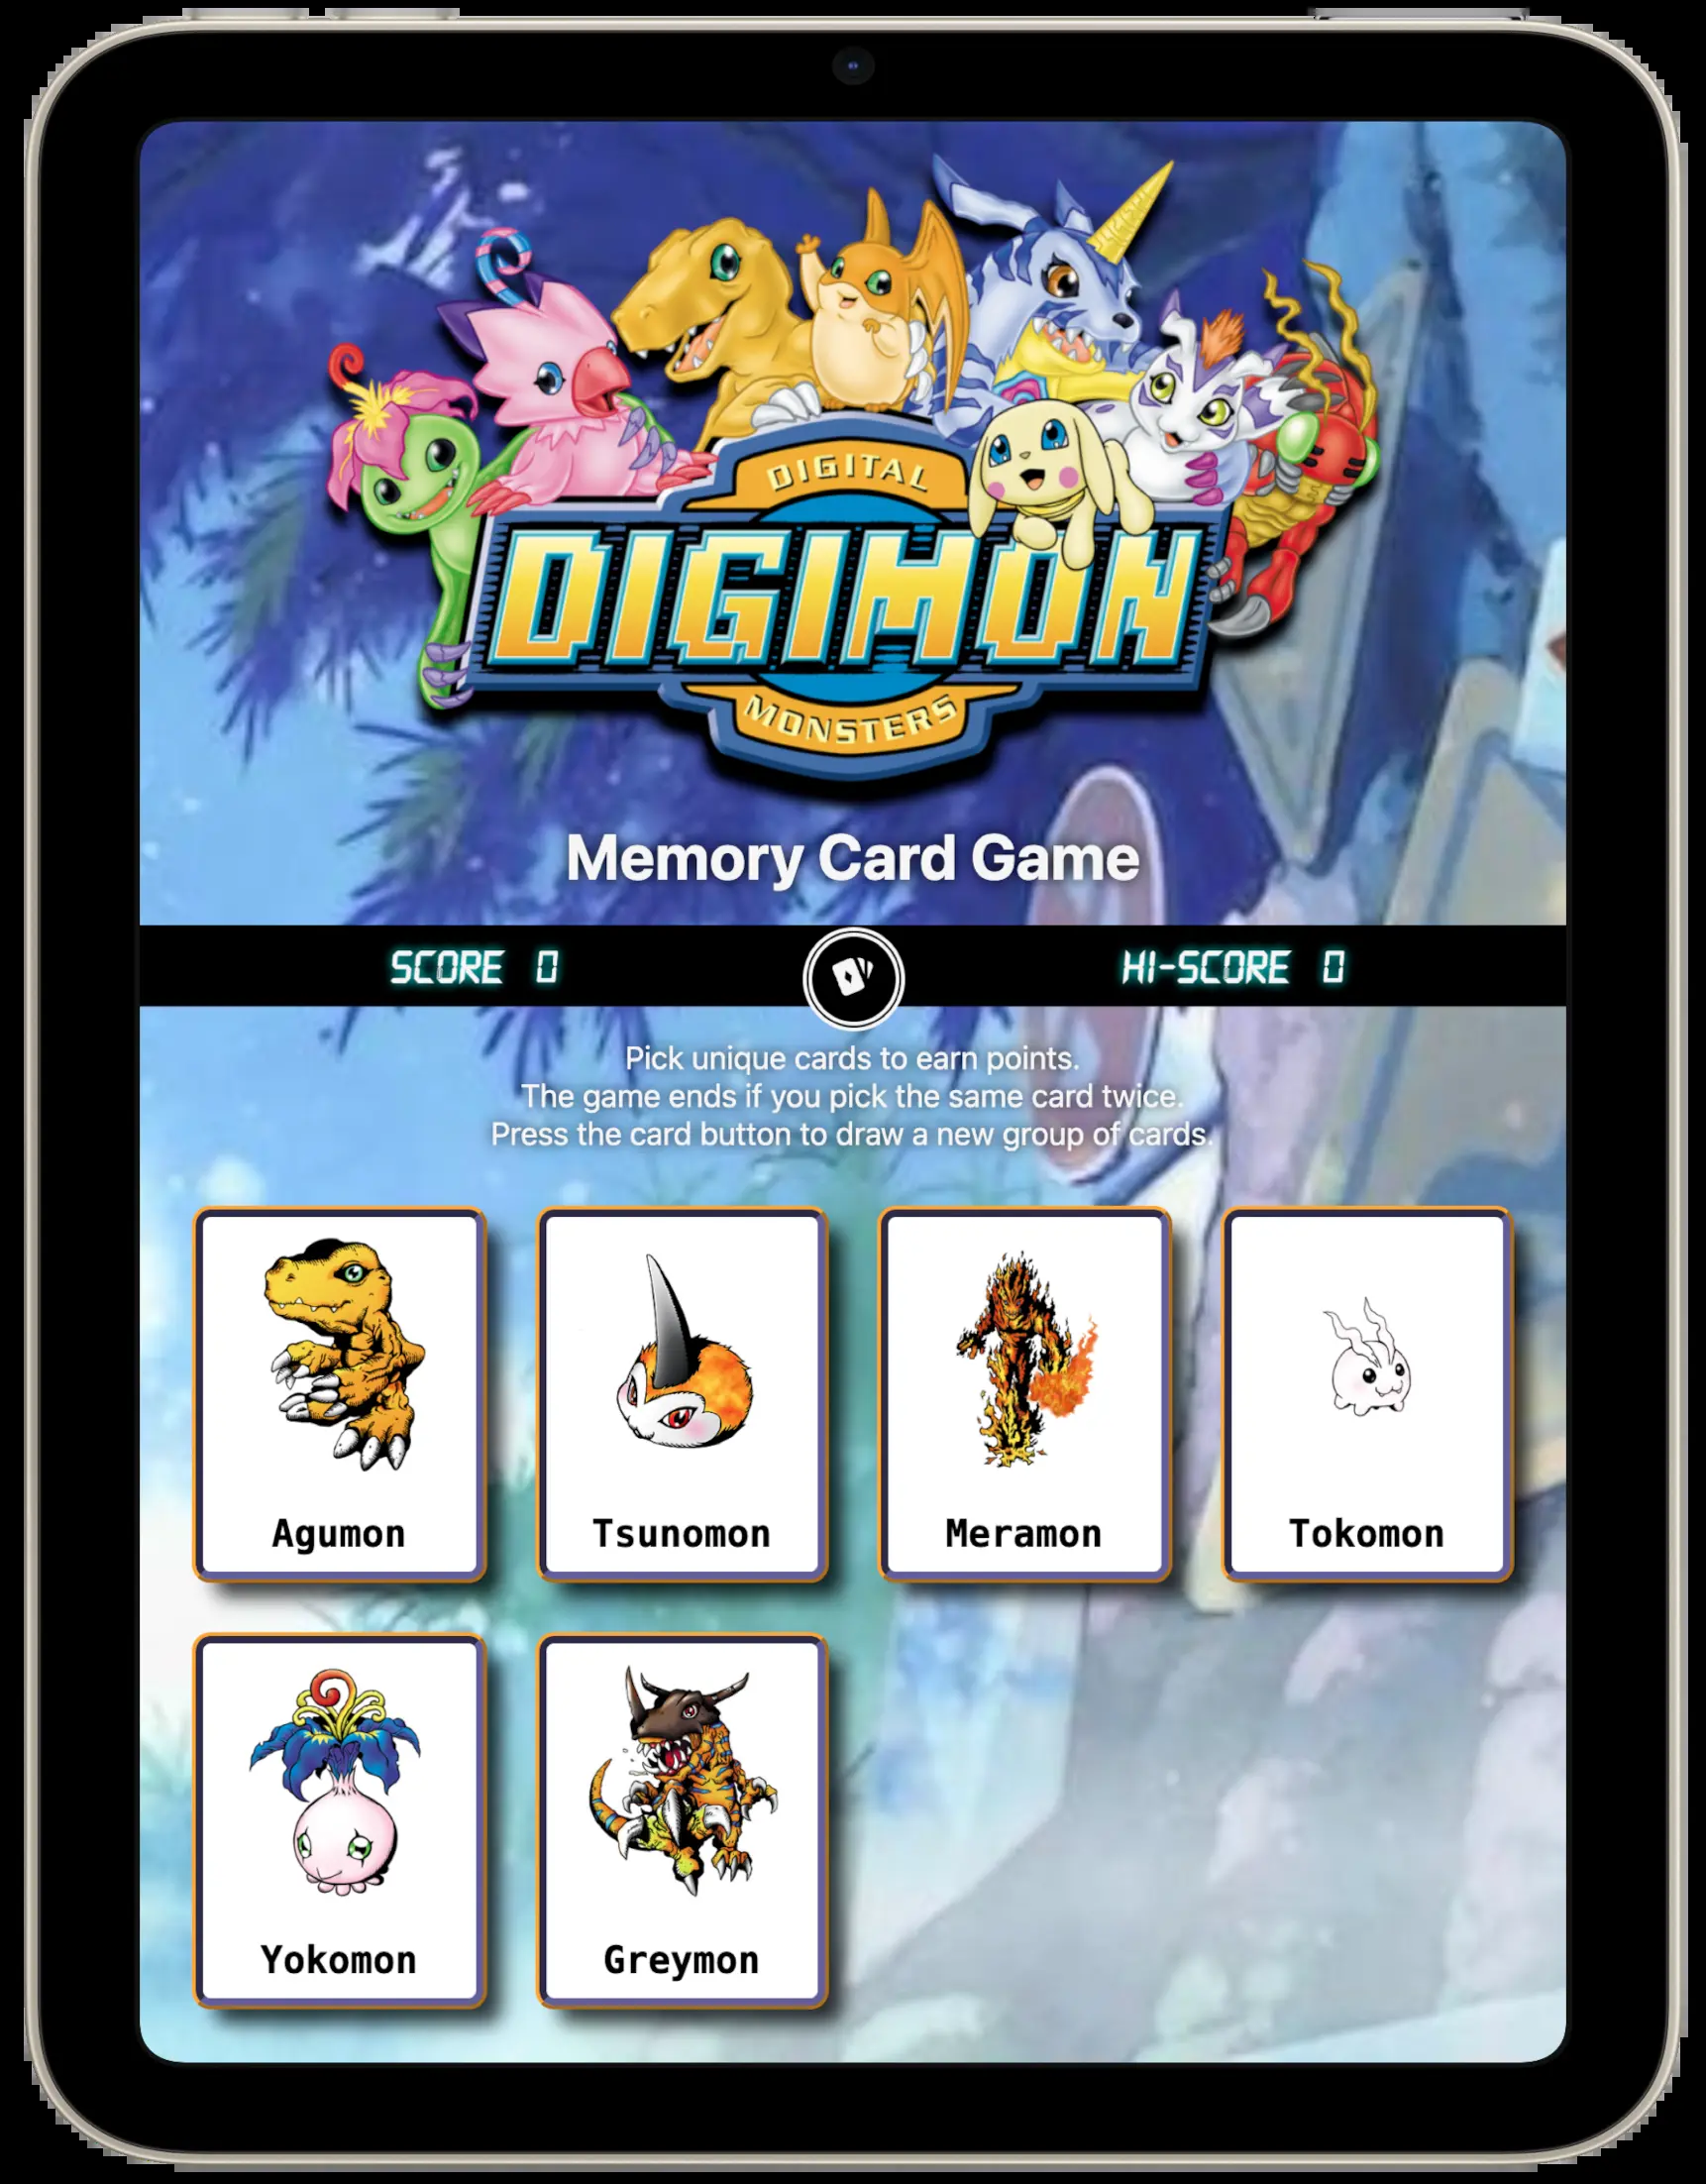 DIGITAL
DIGIMON
MONSTERS
Memory Card Game
SCORE 0
HI-SCORE 0
Pick unique cards to earn points.
The game ends if you pick the same card twice.
Press the card button to draw a new group of cards.
Agumon
Tsunomon
Meramon
Tokomon
Yokomon
Greymon